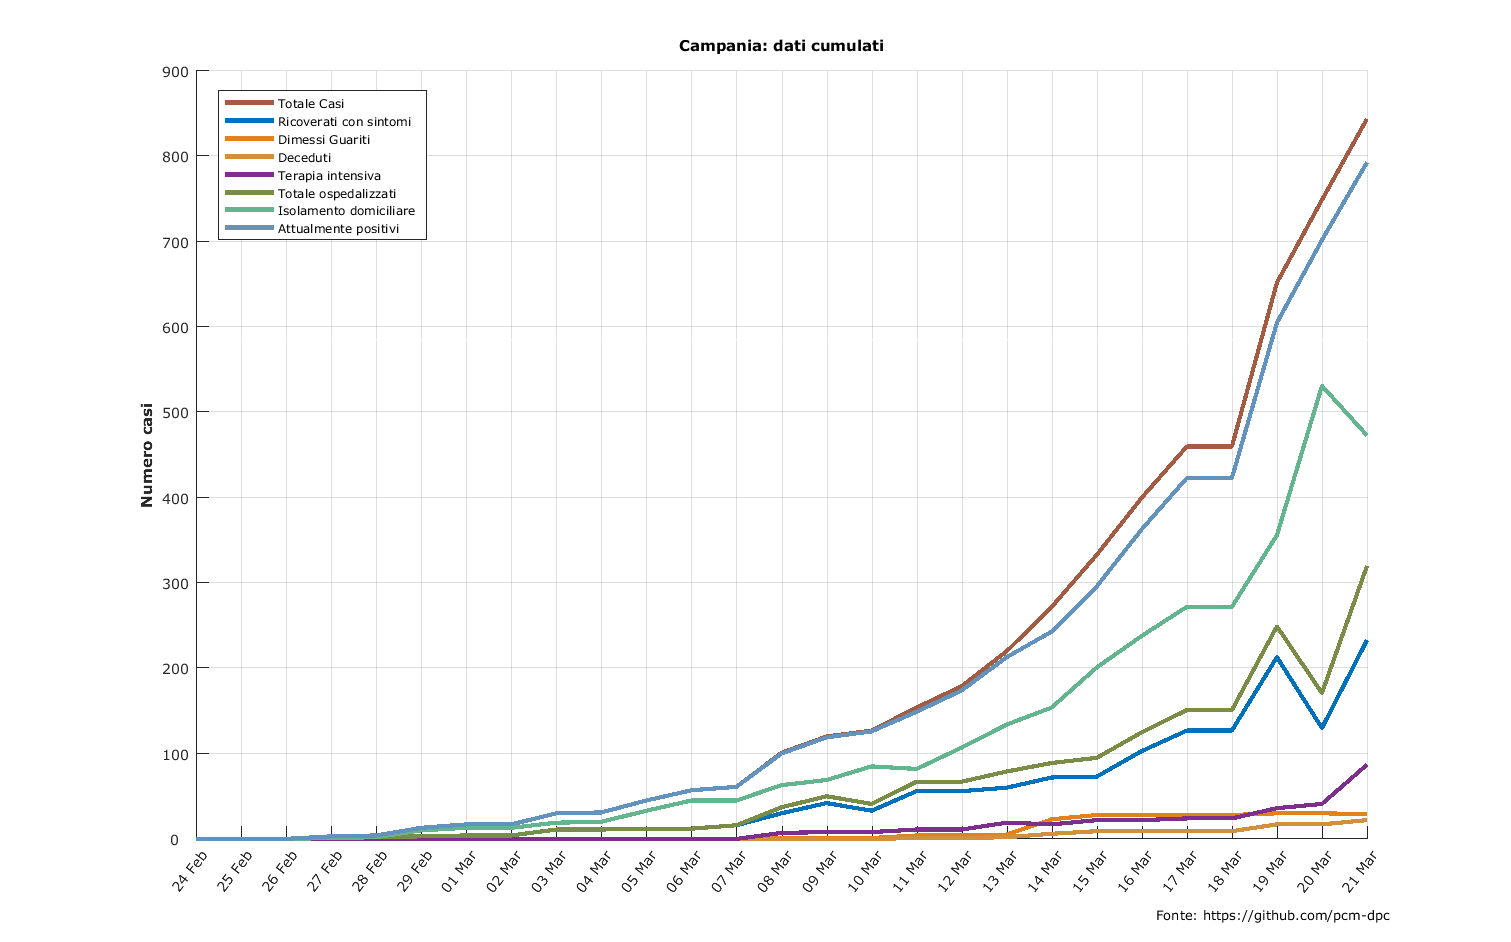 Campania: dati cumulati
900
800
700
600
500
400
300
200
100
0
Numero casi
Totale Casi
Ricoverati con sintomi
Dimessi Guariti
Deceduti
Terapia intensiva
Totale ospedalizzati
Isolamento domiciliare
Attualmente positivi
24 Feb
25 Feb
26 Feb
27 Feb
28 Feb
29 Feb
01 Mar
02 Mar
03 Mar
04 Mar
05 Mar
06 Mar
07 Mar
08 Mar
09 Mar
10 Mar
11 Mar
12 Mar
13 Mar
14 Mar
15 Mar
16 Mar
17 Mar
18 Mar
19 Mar
20 Mar
21 Mar
Fonte: https://github.com/pcm-dpc